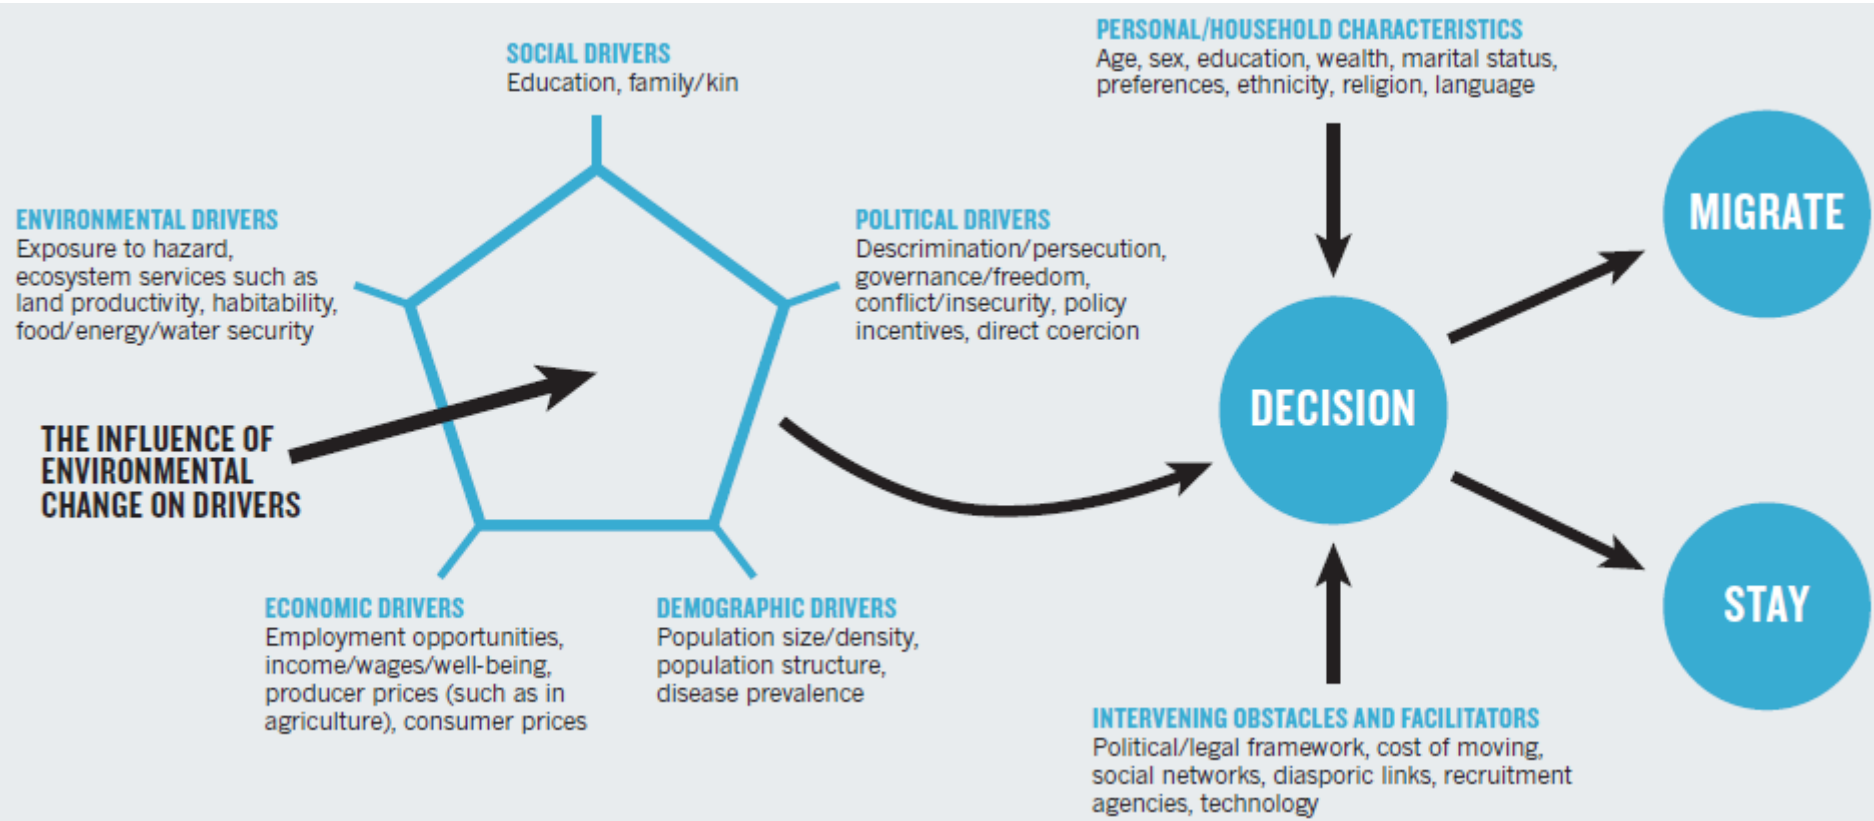 SOCIAL DRIVERS
Education, family/kin
ENVIRONMENTAL DRIVERS
Exposure to hazard,
ecosystem services such as
land productivity, habitability,
food/energy/water security
POLITICAL DRIVERS
Descrimination/persecution,
governance/freedom,
conflict/insecurity, policy
incentives, direct coercion
THE INFLUENCE OF
ENVIRONMENTAL
CHANGE ON DRIVERS
ECONOMIC DRIVERS
Employment opportunities,
income/wages/well-being,
producer prices (such as in
agriculture), consumer prices
DEMOGRAPHIC DRIVERS
Population size/density,
population structure,
disease prevalence
PERSONAL/HOUSEHOLD CHARACTERISTICS
Age, sex, education, wealth, marital status,
preferences, ethnicity, religion, language
DECISION
INTERVENING OBSTACLES AND FACILITATORS
Political/legal framework, cost of moving,
social networks, diasporic links, recruitment
agencies, technology
MIGRATE
STAY